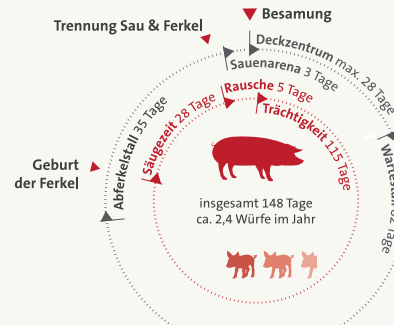 Besamung
Trennung Sau & Ferkel
Deckzentrum max. 28 Tage
Sauenarena 3 Tage
Rausche 5 Tage
Trächtigkeit 115 Tage
Säugezeit 28 Tage
Abferkelstall 35 Tage
Geburt
der Ferkel
insgesamt 148 Tage
ca. 2,4 Würfe im Jahr
Tage